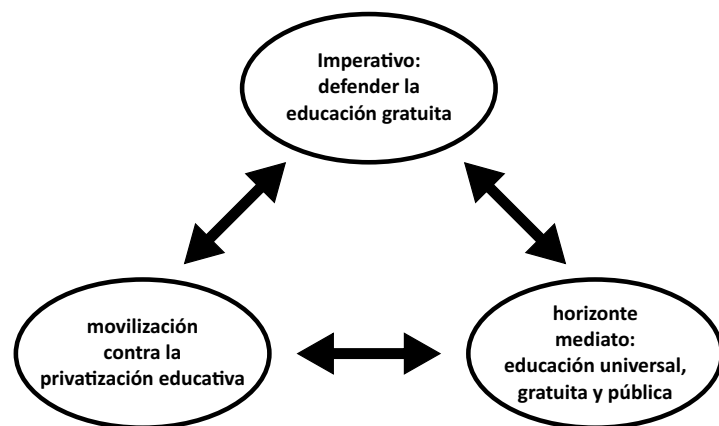 Imperativo:
defender la
educación gratuita
movilización
contra la
privatización educativa
horizonte
mediato:
educación universal,
gratuita y pública